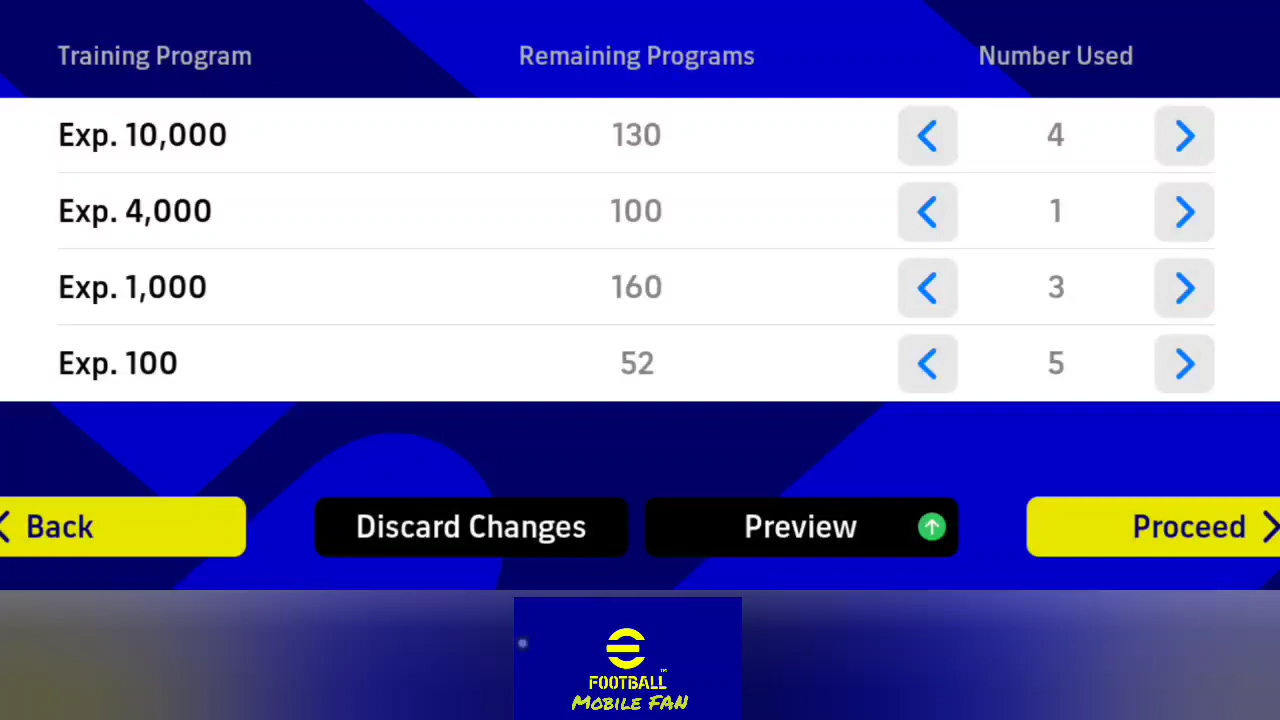 Training Program Remaining Programs Number Used
Exp. 10,000 130 4
Exp. 4,000 100 1
Exp. 1,000 160 3
Exp. 100 52 5
Back Discard Changes Preview Proceed
FOOTBALL™
MOBILE FAN